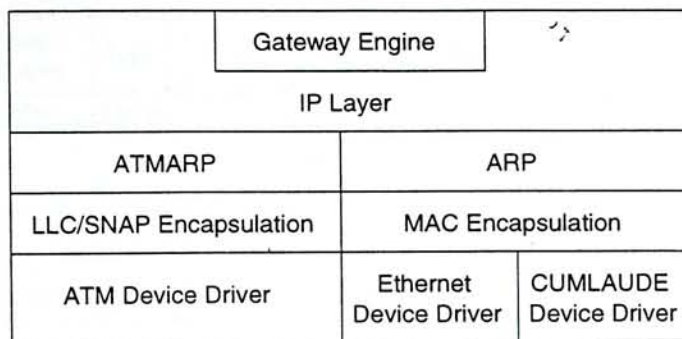 Gateway Engine
IP Layer
ATMARP
ARP
LLC/SNAP Encapsulation
MAC Encapsulation
ATM Device Driver
Ethernet
Device Driver
CUMLAUDE
Device Driver